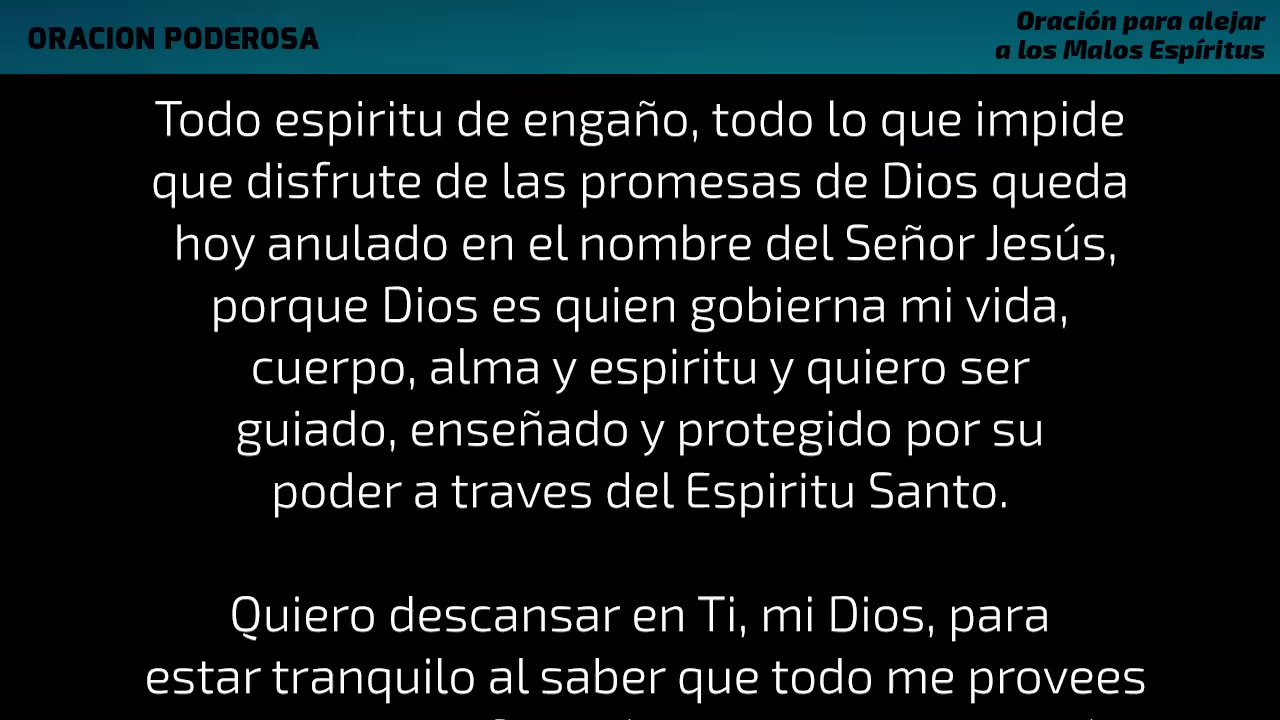 ORACION PODEROSA
Oración para alejar
a los Malos Espíritus
Todo espiritu de engaño, todo lo que impide
que disfrute de las promesas de Dios queda
hoy anulado en el nombre del Señor Jesús,
porque Dios es quien gobierna mi vida,
cuerpo, alma y espiritu y quiero ser
guiado, enseñado y protegido por su
poder a traves del Espiritu Santo.
Quiero descansar en Ti, mi Dios, para
estar tranquilo al saber que todo me provees